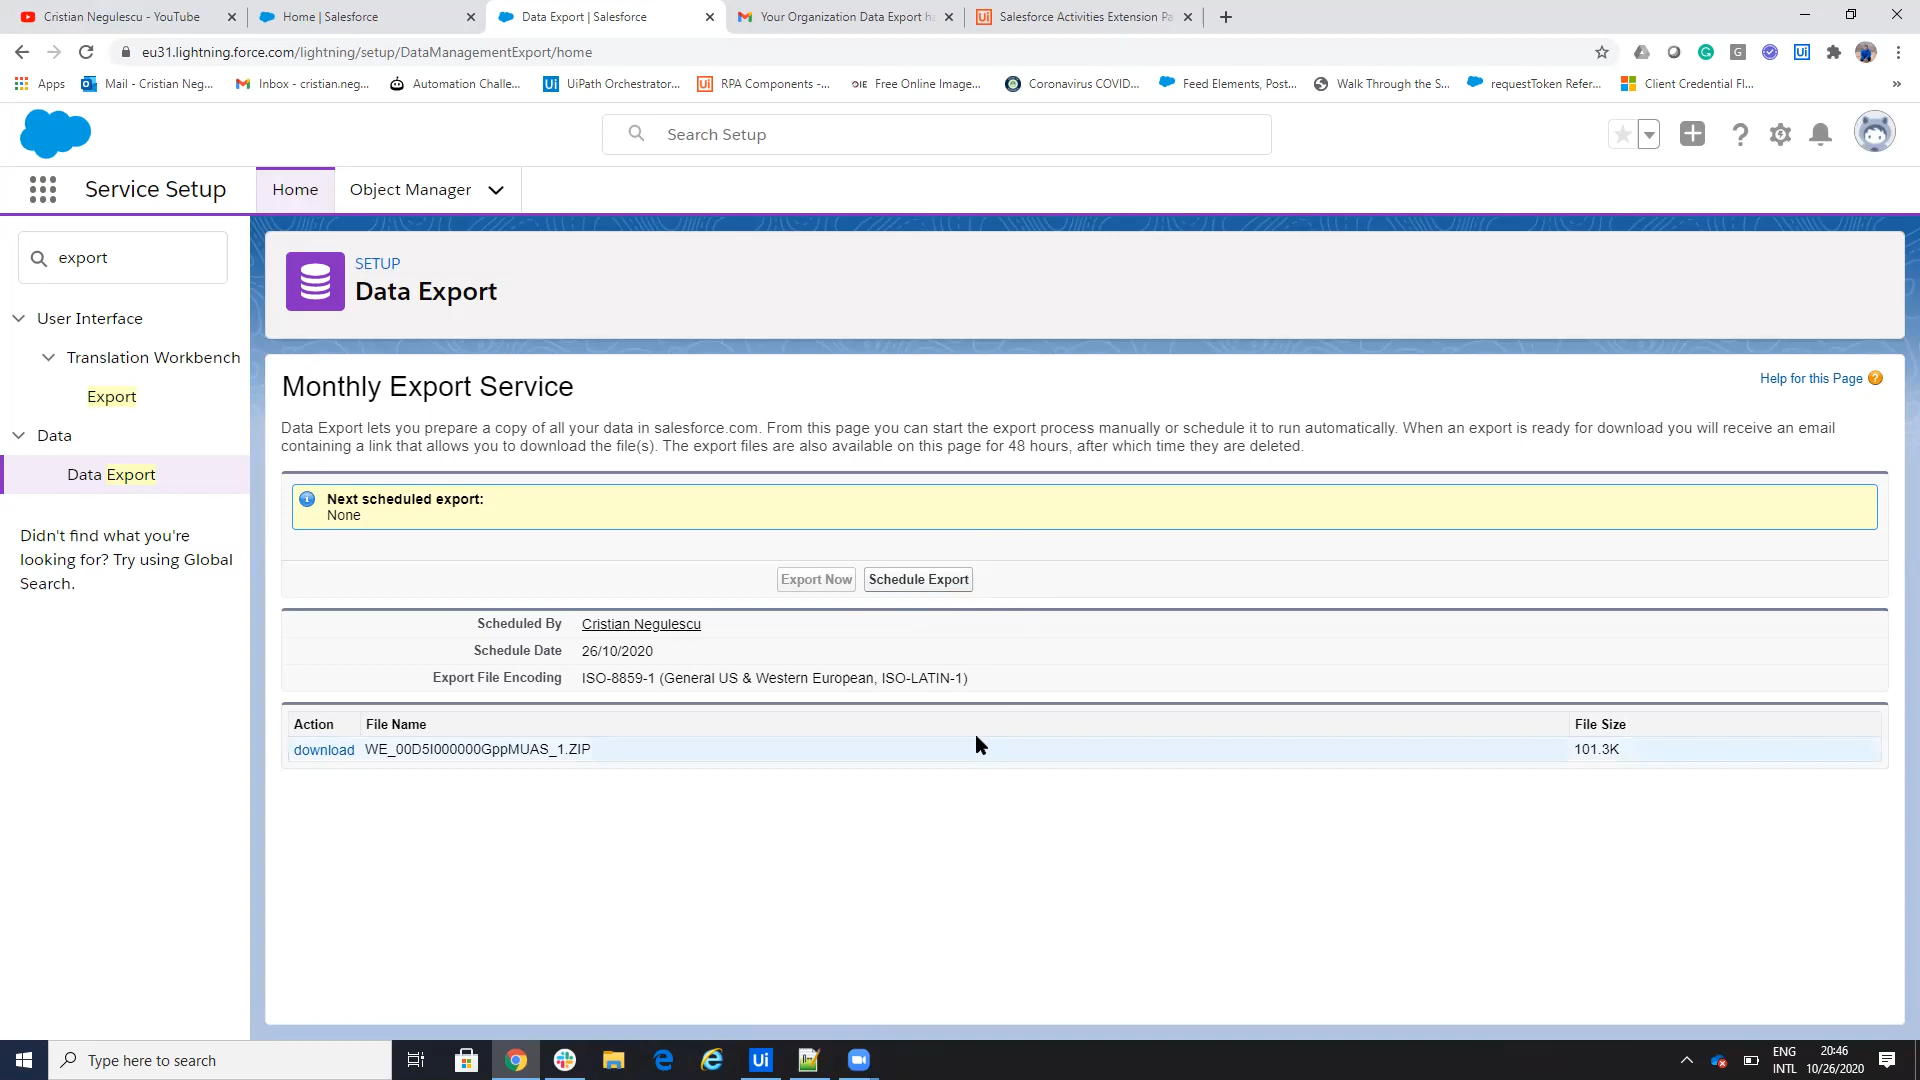 Cristian Negulescu - YouTube
Home | Salesforce
Data Export | Salesforce
Your Organization Data Export ha
Salesforce Activities Extension Pa
eu31.lightning.force.com/lightning/setup/DataManagementExport/home
Apps
Mail - Cristian Neg...
Inbox - cristian.neg...
Automation Challe...
UiPath Orchestrator...
RPA Components -...
Free Online Image...
Coronavirus COVID...
Feed Elements, Post...
Walk Through the S...
requestToken Refer...
Client Credential Fl...
Search Setup
Service Setup
Home
Object Manager
export
User Interface
Translation Workbench
Export
Data
Data Export
Didn't find what you're
looking for? Try using Global
Search.
SETUP
Data Export
Monthly Export Service
Help for this Page
Data Export lets you prepare a copy of all your data in salesforce.com. From this page you can start the export process manually or schedule it to run automatically. When an export is ready for download you will receive an email
containing a link that allows you to download the file(s). The export files are also available on this page for 48 hours, after which time they are deleted.
Next scheduled export:
None
Export Now
Schedule Export
Scheduled By Cristian Negulescu
Schedule Date 26/10/2020
Export File Encoding ISO-8859-1 (General US & Western European, ISO-LATIN-1)
Action File Name File Size
download WE_00D5I000000GppMUAS_1.ZIP 101.3K
Type here to search
ENG
INTL
20:46
10/26/2020